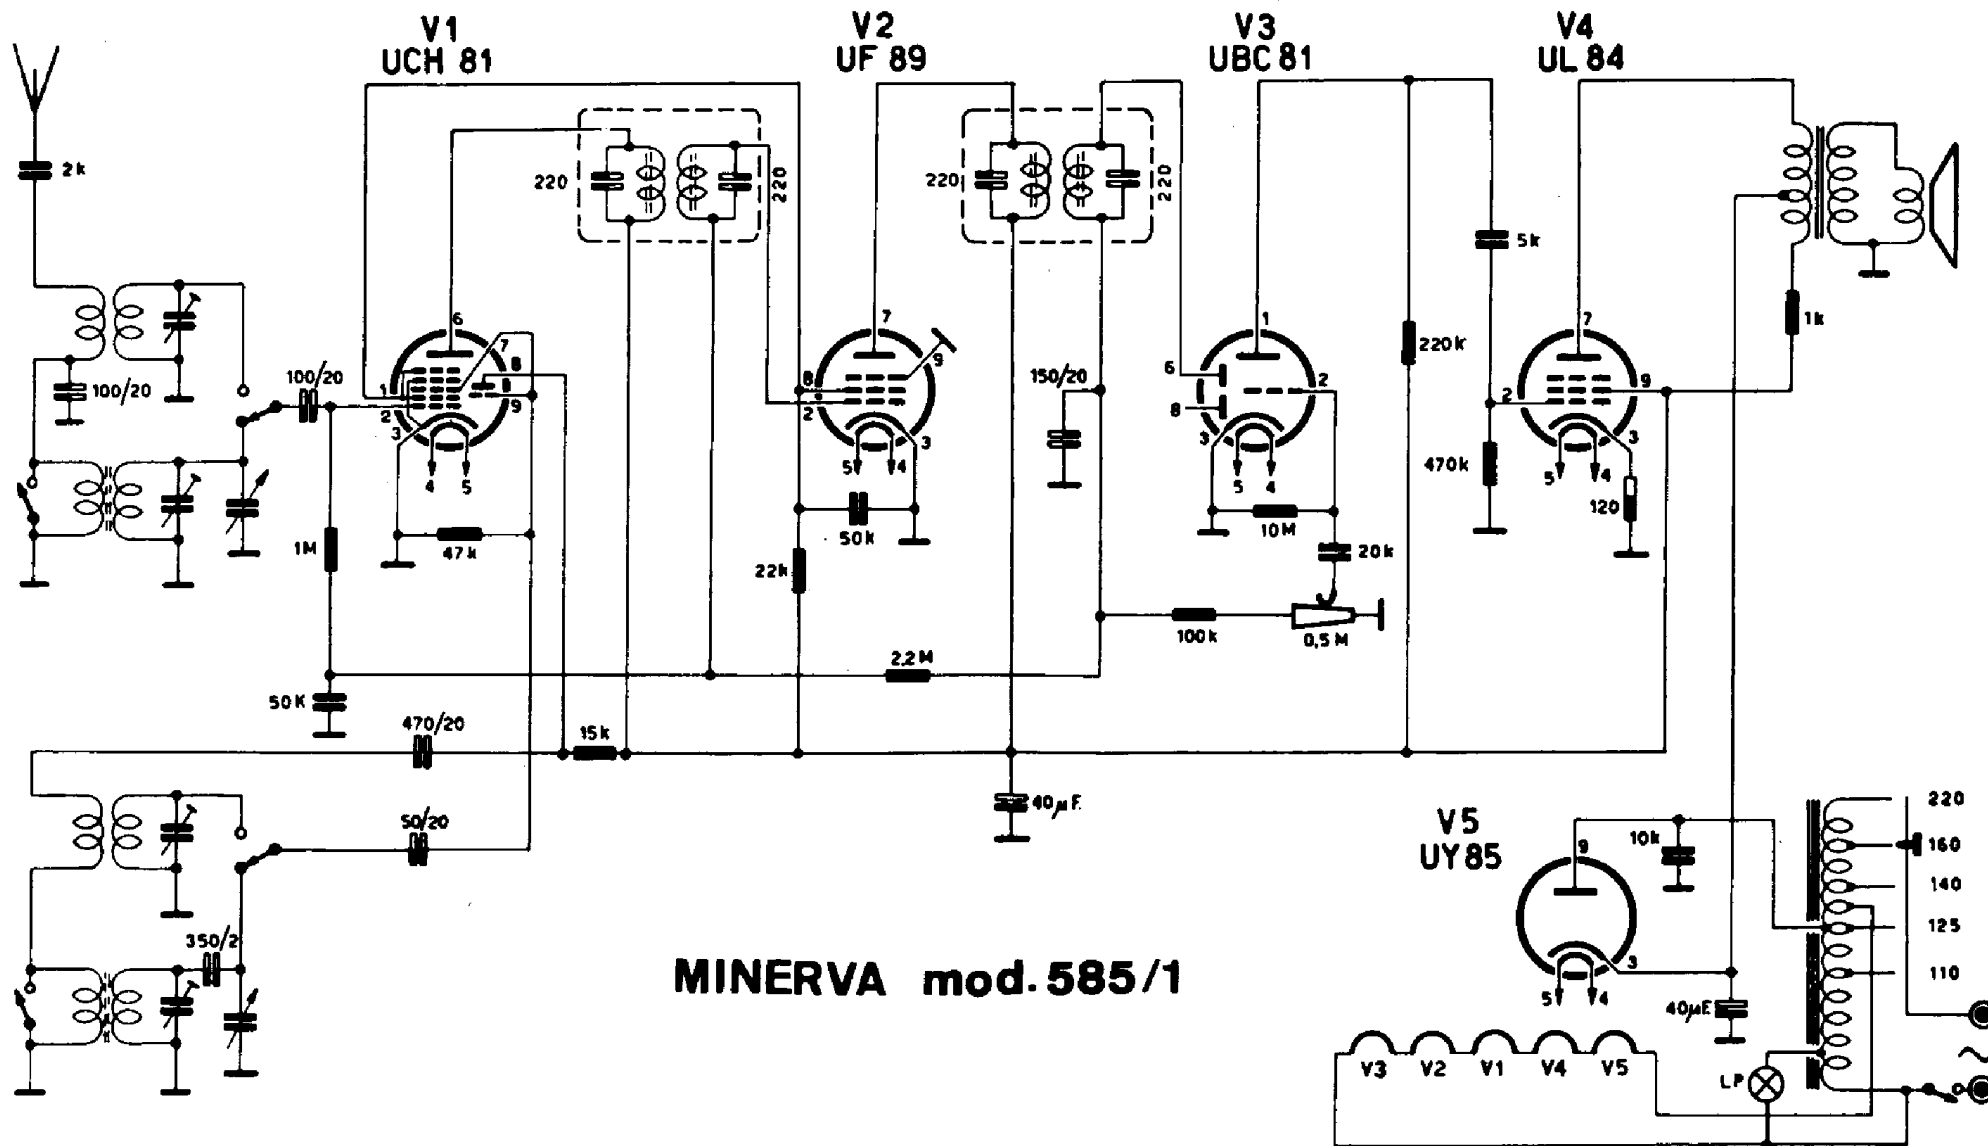 V1
UCH 81
V2
UF 89
V3
UBC 81
V4
UL 84
2k
220
220
220
220
5k
1k
6
7
8
9
1
2
3
4
5
7
9
8
2
3
5
4
1
6
8
2
3
5
4
7
9
2
3
5
4
100/20
100/20
150/20
220k
470k
120
1M
47k
50k
22k
10M
20k
100k
0,5M
2,2M
50K
470/20
15k
40µF.
50/20
350/2
V5
UY85
9
3
5
4
10k
40µF
220
160
140
125
110
~
MINERVA mod. 585/1
V3
V2
V1
V4
V5
LP